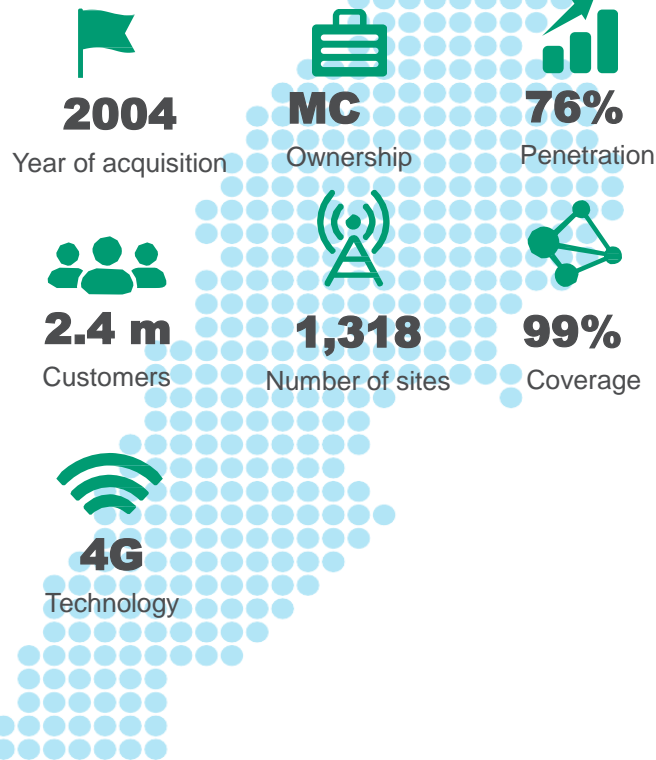 2004
Year of acquisition
MC
Ownership
76%
Penetration
2.4 m
Customers
1,318
Number of sites
99%
Coverage
4G
Technology